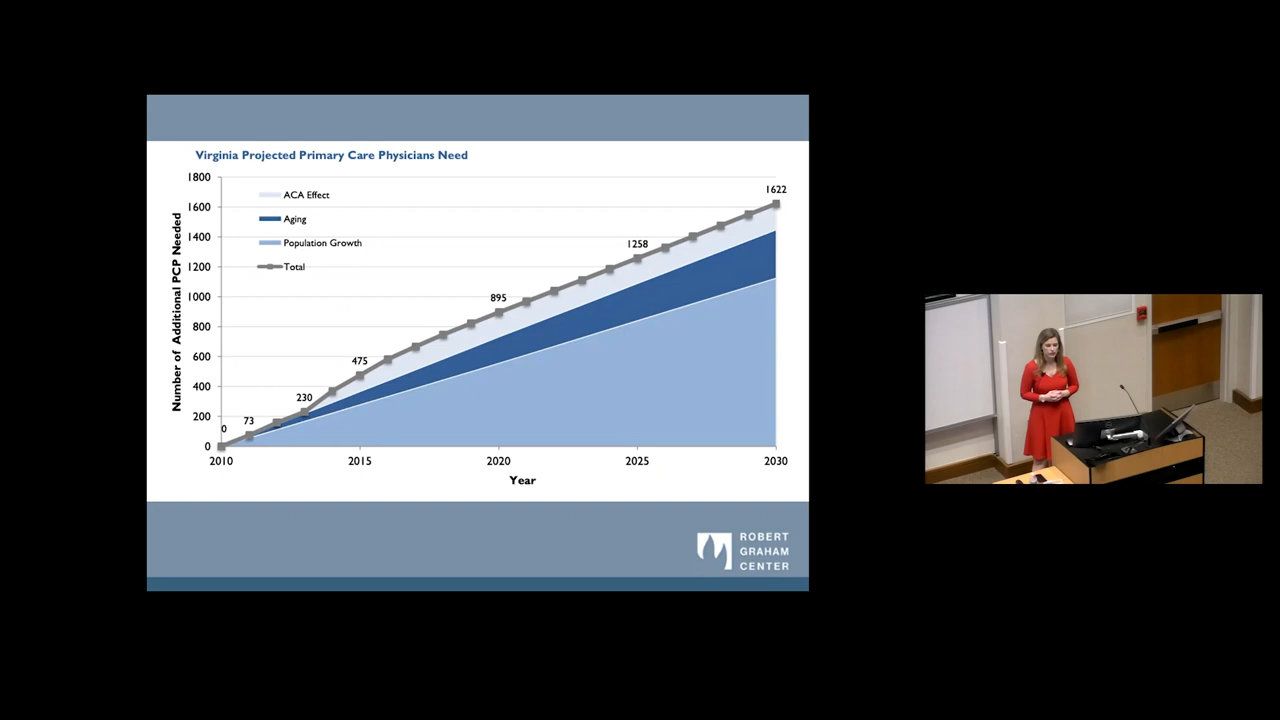 Virginia Projected Primary Care Physicians Need
1800
1600
1400
1200
1000
800
600
400
200
0
Number of Additional PCP Needed
ACA Effect
Aging
Population Growth
Total
0
73
230
475
895
1258
1622
2010
2015
2020
2025
2030
Year
ROBERT
GRAHAM
CENTER